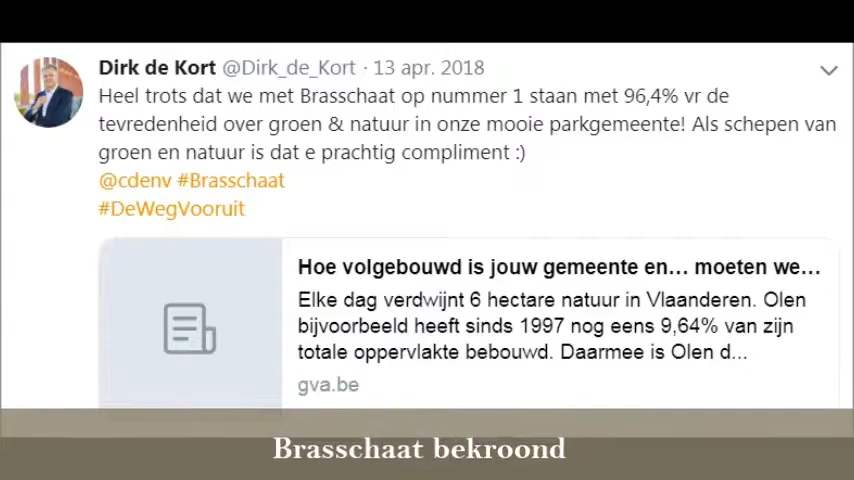 Dirk de Kort @Dirk_de_Kort · 13 apr. 2018
Heel trots dat we met Brasschaat op nummer 1 staan met 96,4% vr de
tevredenheid over groen & natuur in onze mooie parkgemeente! Als schepen van
groen en natuur is dat e prachtig compliment :)
@cdenv #Brasschaat
#DeWegVooruit
Hoe volgebouwd is jouw gemeente en... moeten we...
Elke dag verdwijnt 6 hectare natuur in Vlaanderen. Olen
bijvoorbeeld heeft sinds 1997 nog eens 9,64% van zijn
totale oppervlakte bebouwd. Daarmee is Olen d...
gva.be
Brasschaat bekroond